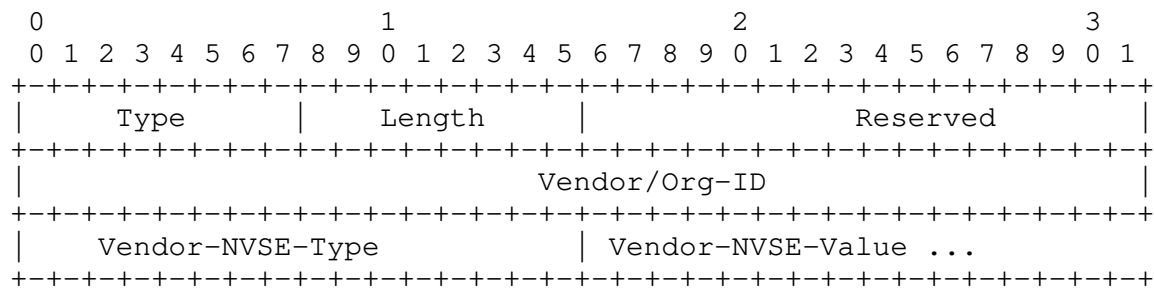 0                   1                   2                   3
 0 1 2 3 4 5 6 7 8 9 0 1 2 3 4 5 6 7 8 9 0 1 2 3 4 5 6 7 8 9 0 1
+-+-+-+-+-+-+-+-+-+-+-+-+-+-+-+-+-+-+-+-+-+-+-+-+-+-+-+-+-+-+-+-+
|     Type      |    Length     |               Reserved        |
+-+-+-+-+-+-+-+-+-+-+-+-+-+-+-+-+-+-+-+-+-+-+-+-+-+-+-+-+-+-+-+-+
|                             Vendor/Org-ID                     |
+-+-+-+-+-+-+-+-+-+-+-+-+-+-+-+-+-+-+-+-+-+-+-+-+-+-+-+-+-+-+-+-+
|    Vendor-NVSE-Type           | Vendor-NVSE-Value ...
+-+-+-+-+-+-+-+-+-+-+-+-+-+-+-+-+-+-+-+-+-+-+-+-+-+-+-+-+-+-+-+-+